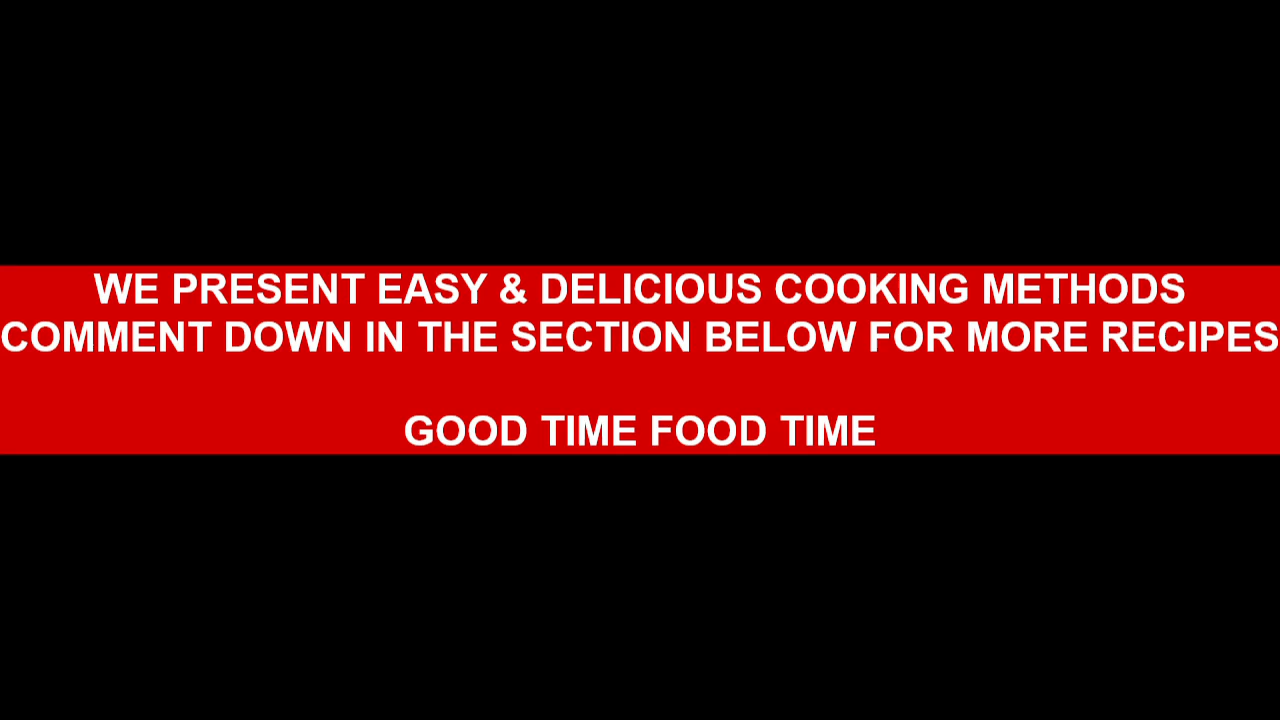 WE PRESENT EASY & DELICIOUS COOKING METHODS
COMMENT DOWN IN THE SECTION BELOW FOR MORE RECIPES
GOOD TIME FOOD TIME